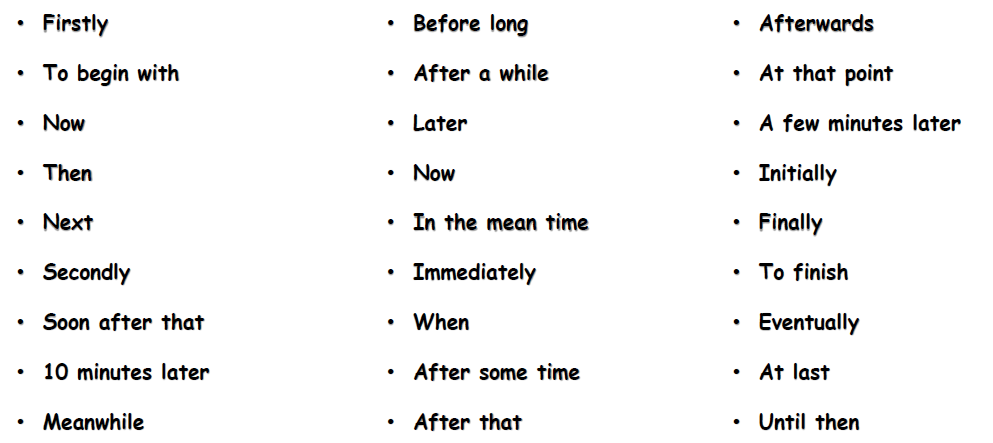 • Firstly
• To begin with
• Now
• Then
• Next
• Secondly
• Soon after that
• 10 minutes later
• Meanwhile
• Before long
• After a while
• Later
• Now
• In the mean time
• Immediately
• When
• After some time
• After that
• Afterwards
• At that point
• A few minutes later
• Initially
• Finally
• To finish
• Eventually
• At last
• Until then